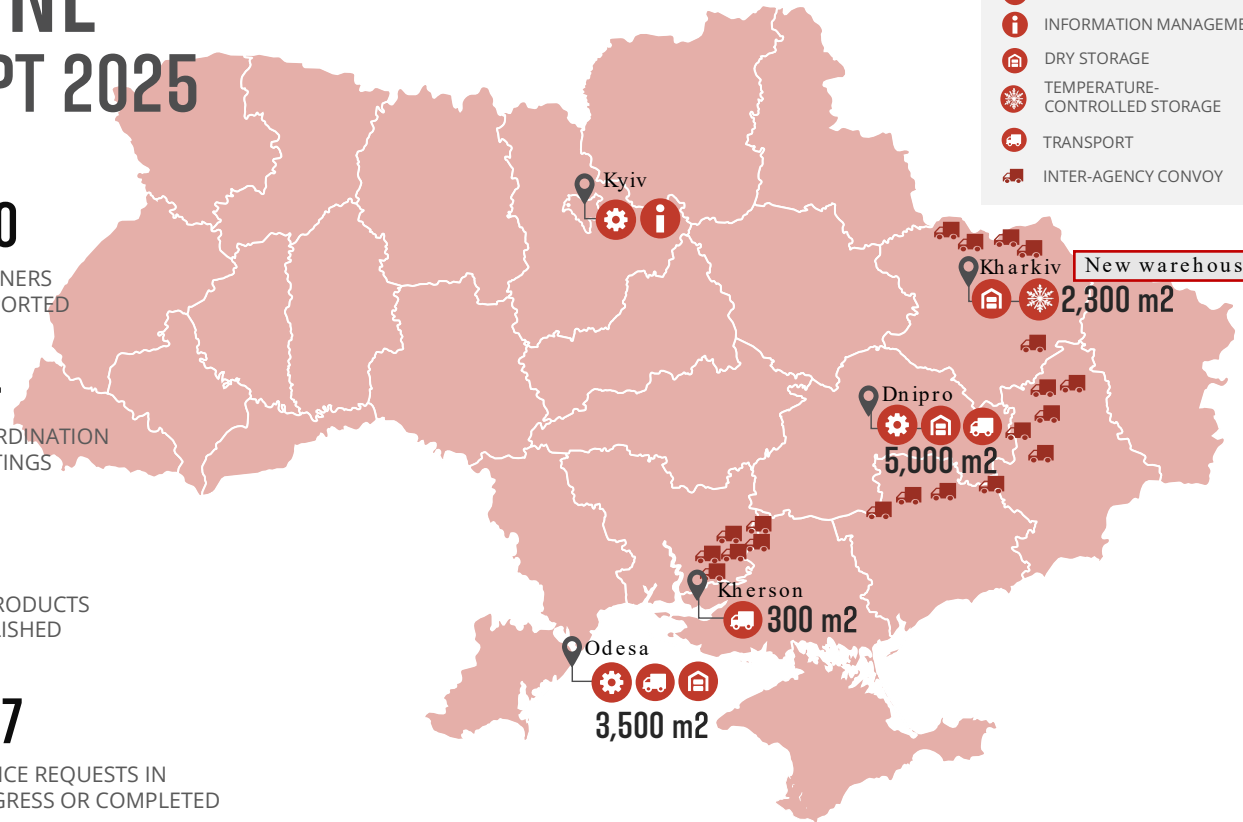 PT 2025
0
NERS
ORTED
RDINATION
TINGS
RODUCTS
ISHED
7
ICE REQUESTS IN
GRESS OR COMPLETED
INFORMATION MANAGEME
DRY STORAGE
TEMPERATURE-
CONTROLLED STORAGE
TRANSPORT
INTER-AGENCY CONVOY
Kyiv
Kharkiv
New warehous
2,300 m2
Dnipro
5,000 m2
Kherson
300 m2
Odesa
3,500 m2